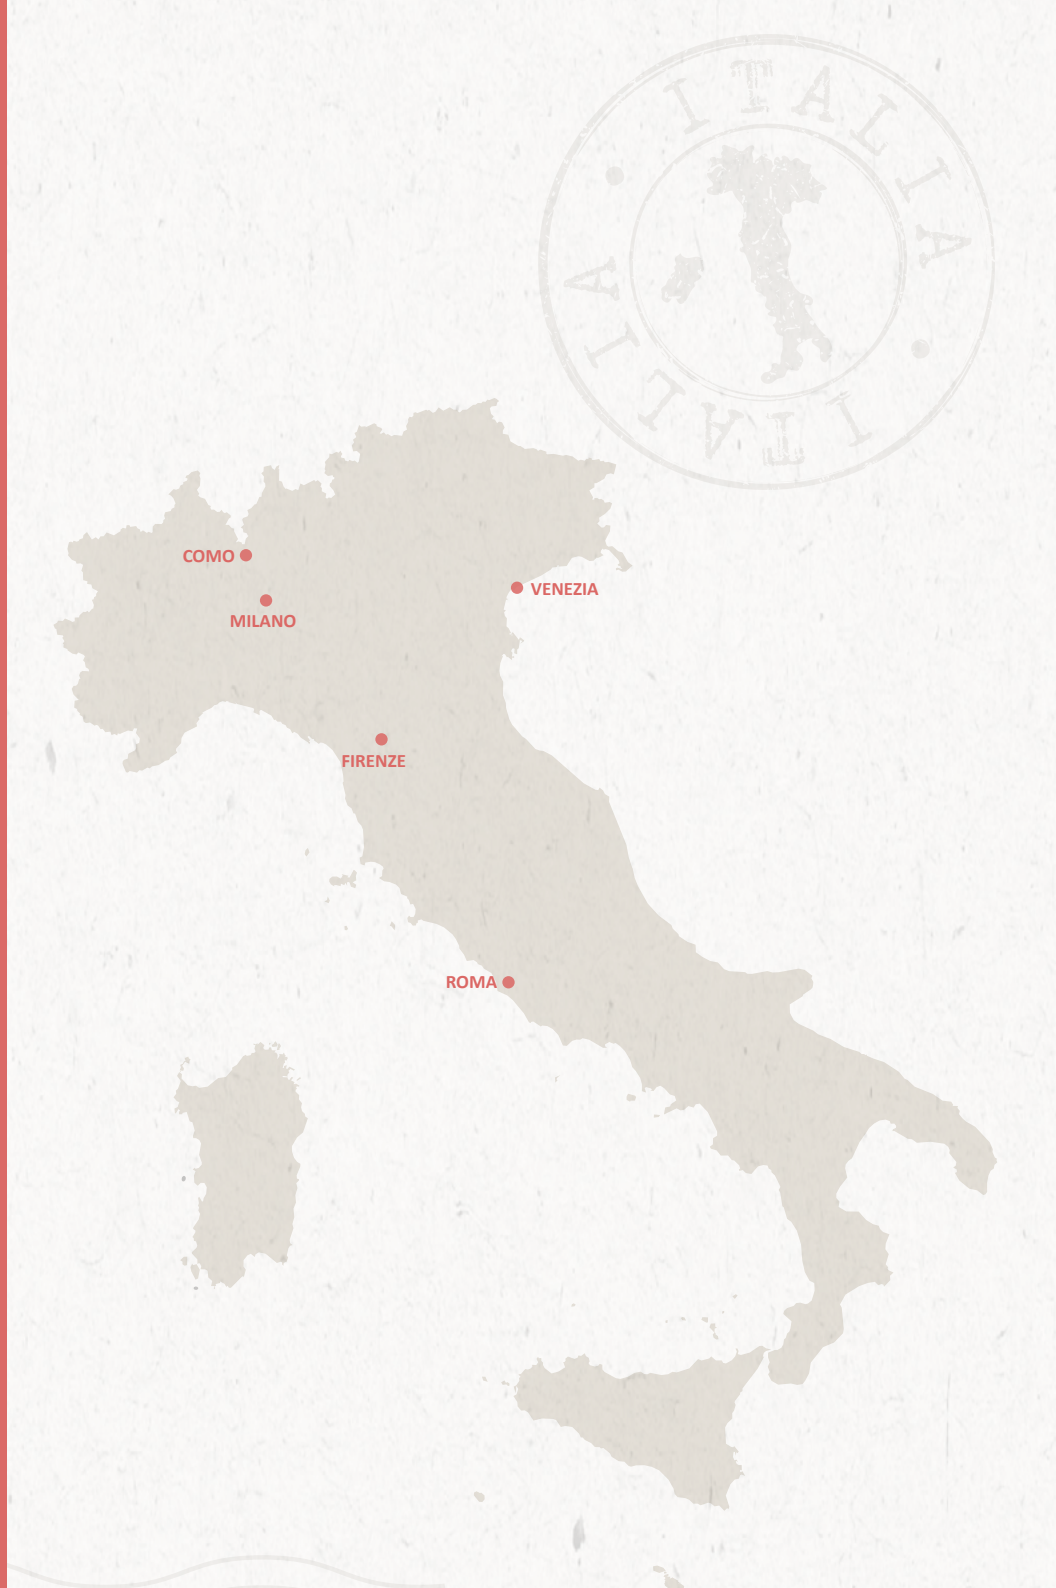 ITALIA • ITALIA •
COMO
VENEZIA
MILANO
FIRENZE
ROMA